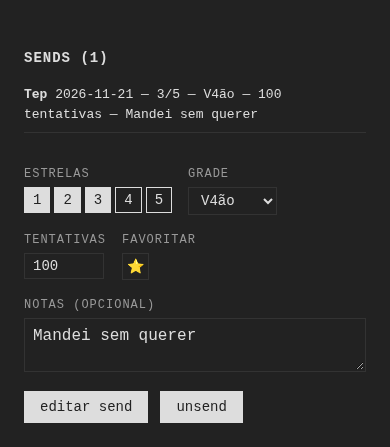 SENDS (1)
Tep 2026-11-21 — 3/5 — V4ão — 100
tentativas — Mandei sem querer
ESTRELAS GRADE
1 2 3 4 5 V4ão
TENTATIVAS FAVORITAR
100 ⭐
NOTAS (OPCIONAL)
Mandei sem querer
editar send unsend